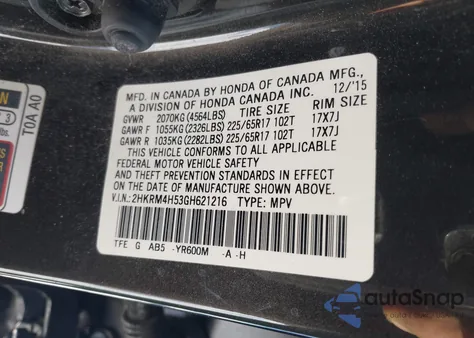 MFD. IN CANADA BY HONDA OF CANADA MFG.,
A DIVISION OF HONDA CANADA INC. 12/'15
GVWR 2070KG (4564LBS) TIRE SIZE RIM SIZE
GAWR F 1055KG (2326LBS) 225/65R17 102T 17X7J
GAWR R 1035KG (2282LBS) 225/65R17 102T 17X7J
THIS VEHICLE CONFORMS TO ALL APPLICABLE
FEDERAL MOTOR VEHICLE SAFETY
AND THEFT PREVENTION STANDARDS IN EFFECT
ON THE DATE OF MANUFACTURE SHOWN ABOVE.
V.I.N.: 2HKRM4H53GH621216 TYPE: MPV
TFE G AB5 -YR600M -A -H
TOA A0
N
3
lbs.
S
autoSnap